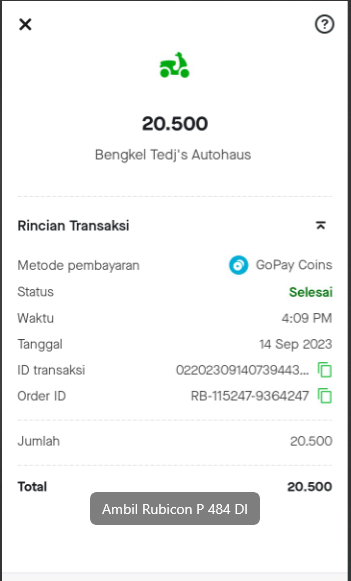 20.500
Bengkel Tedj's Autohaus
Rincian Transaksi
Metode pembayaran GoPay Coins
Status Selesai
Waktu 4:09 PM
Tanggal 14 Sep 2023
ID transaksi 02202309140739443...
Order ID RB-115247-9364247
Jumlah 20.500
Total 20.500
Ambil Rubicon P 484 DI